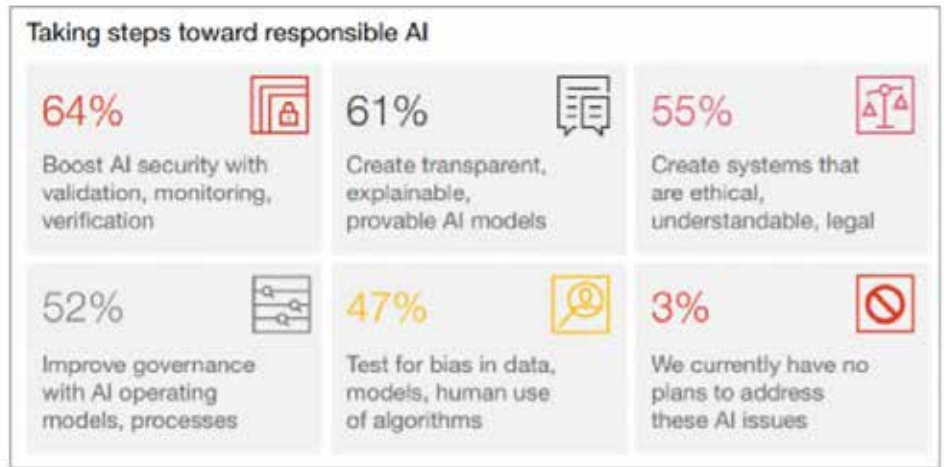 Taking steps toward responsible AI
64%
Boost AI security with
validation, monitoring,
verification
61%
Create transparent,
explainable,
provable AI models
55%
Create systems that
are ethical,
understandable, legal
52%
Improve governance
with AI operating
models, processes
47%
Test for bias in data,
models, human use
of algorithms
3%
We currently have no
plans to address
these AI issues